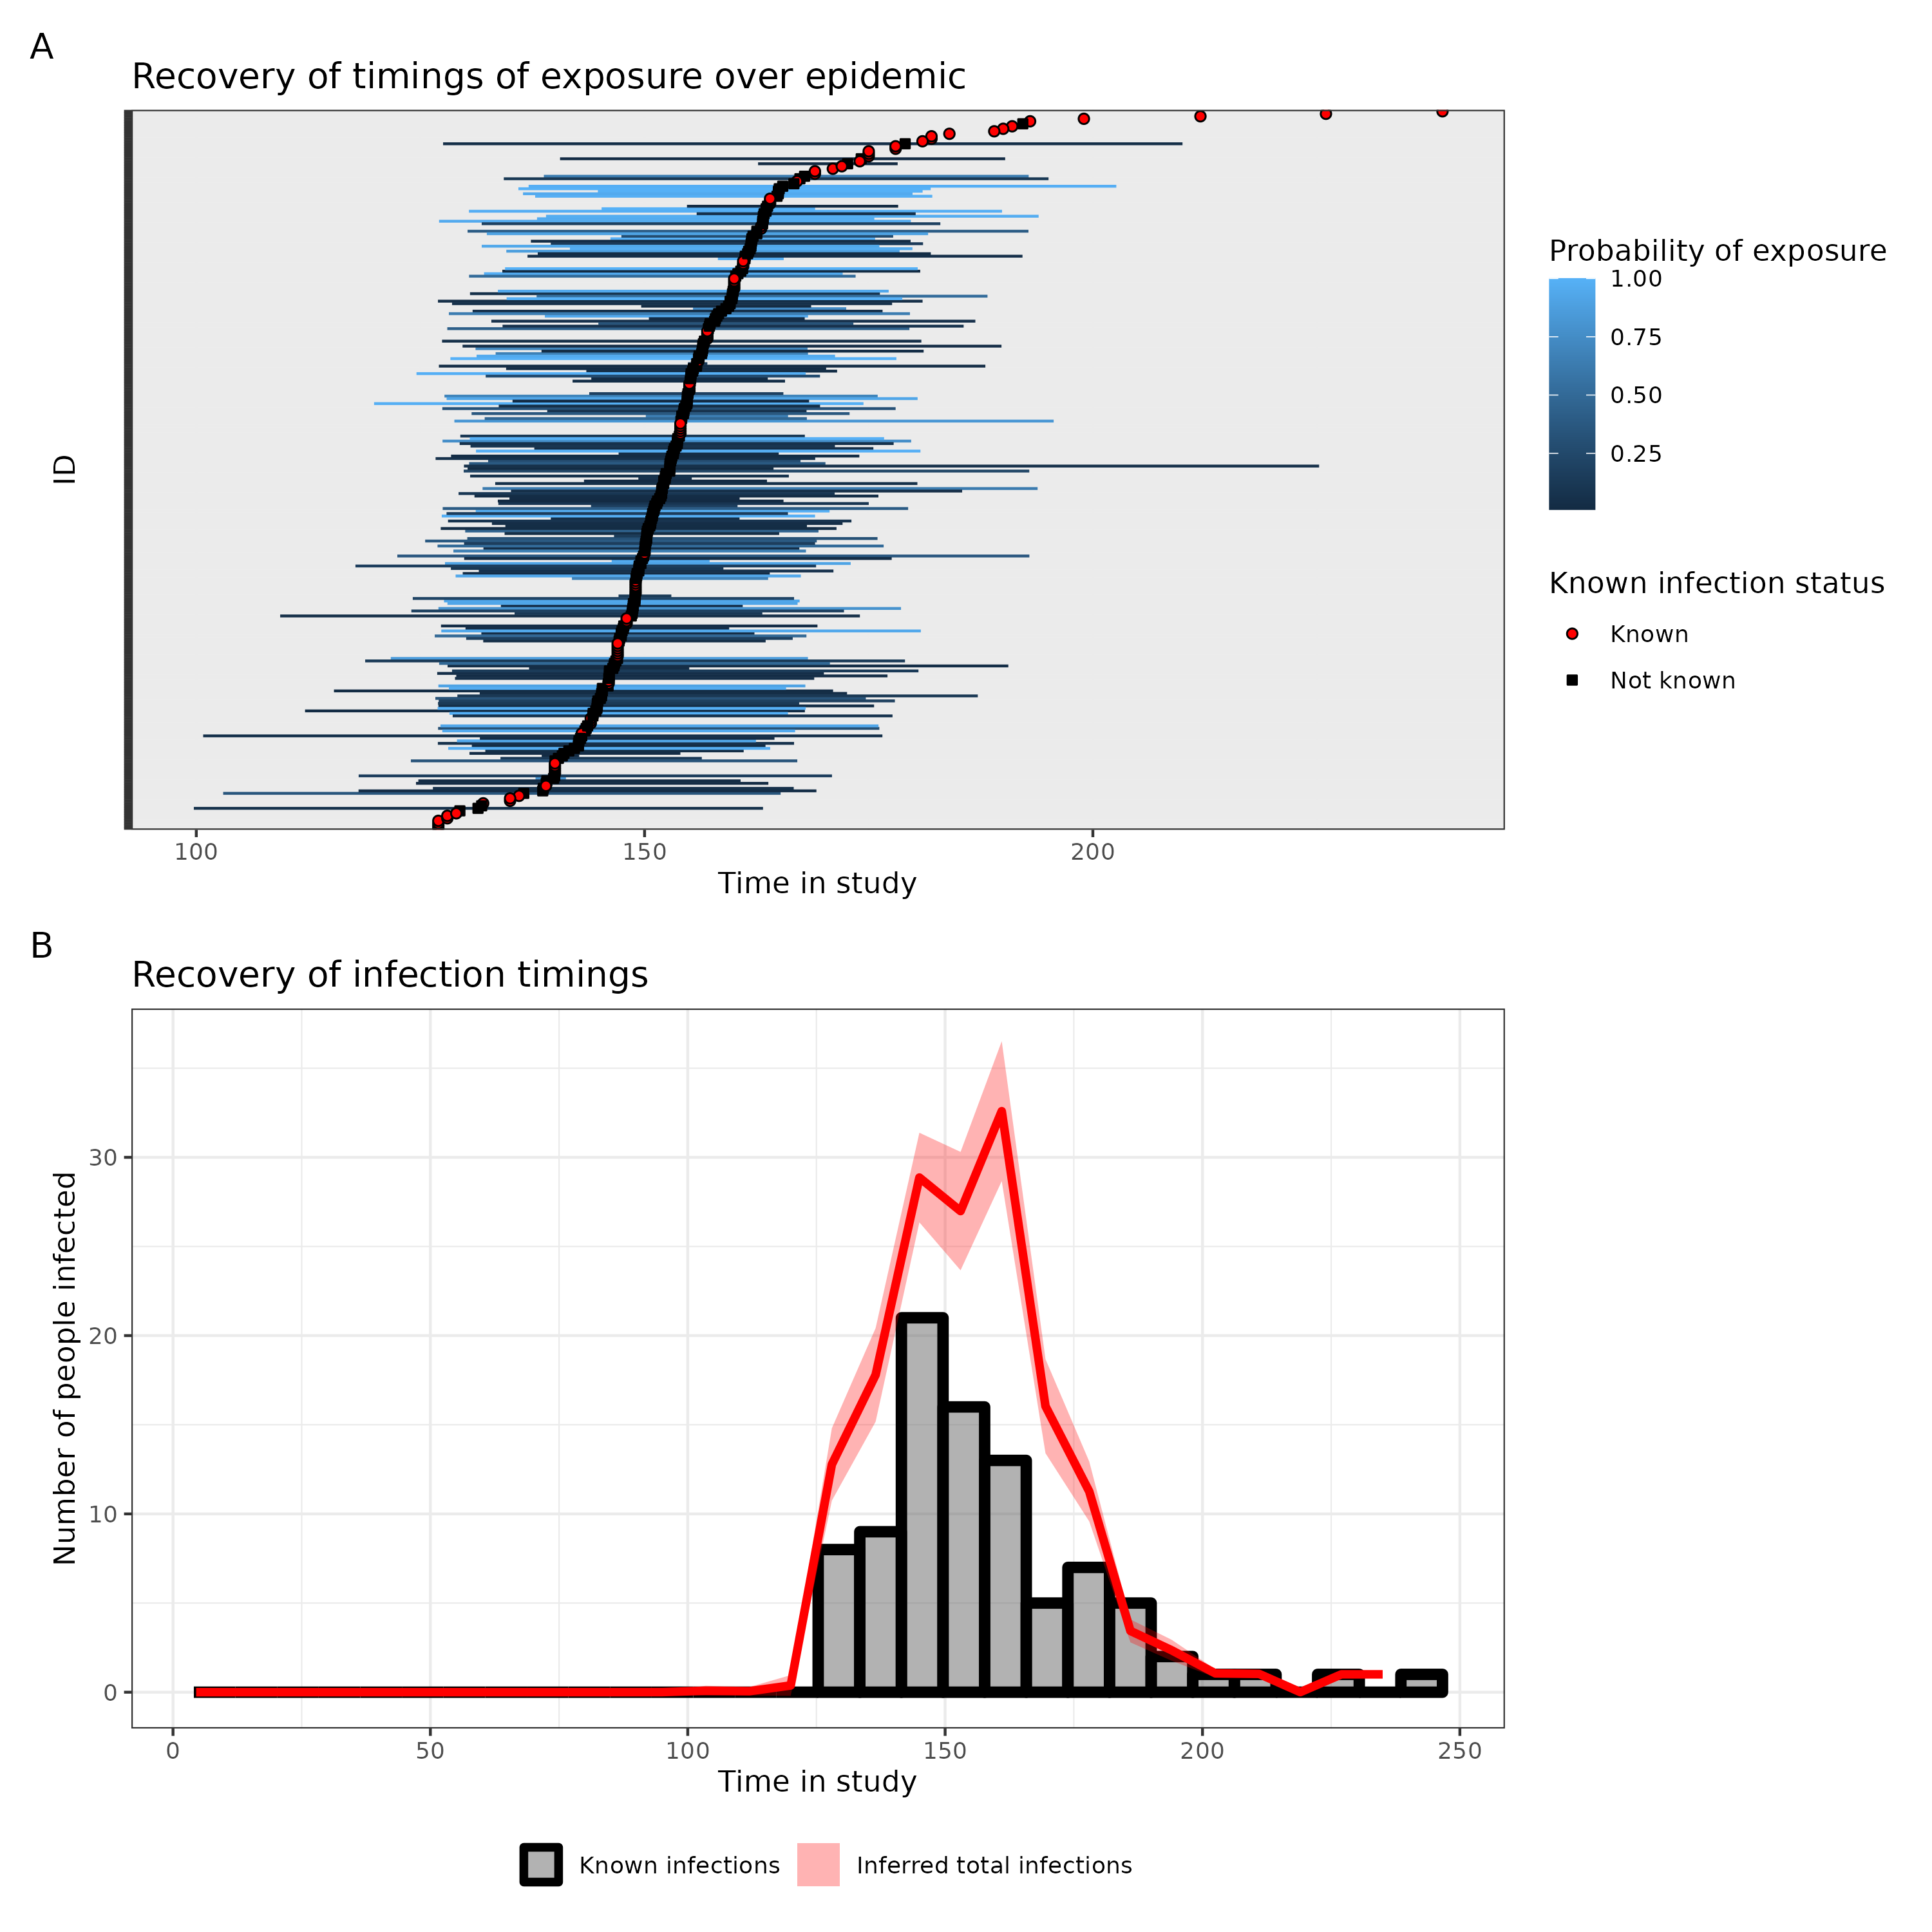 A
Recovery of timings of exposure over epidemic
ID
100 150 200
Time in study
Probability of exposure
1.00
0.75
0.50
0.25
Known infection status
Known
Not known
B
Recovery of infection timings
Number of people infected
30
20
10
0
0 50 100 150 200 250
Time in study
Known infections Inferred total infections